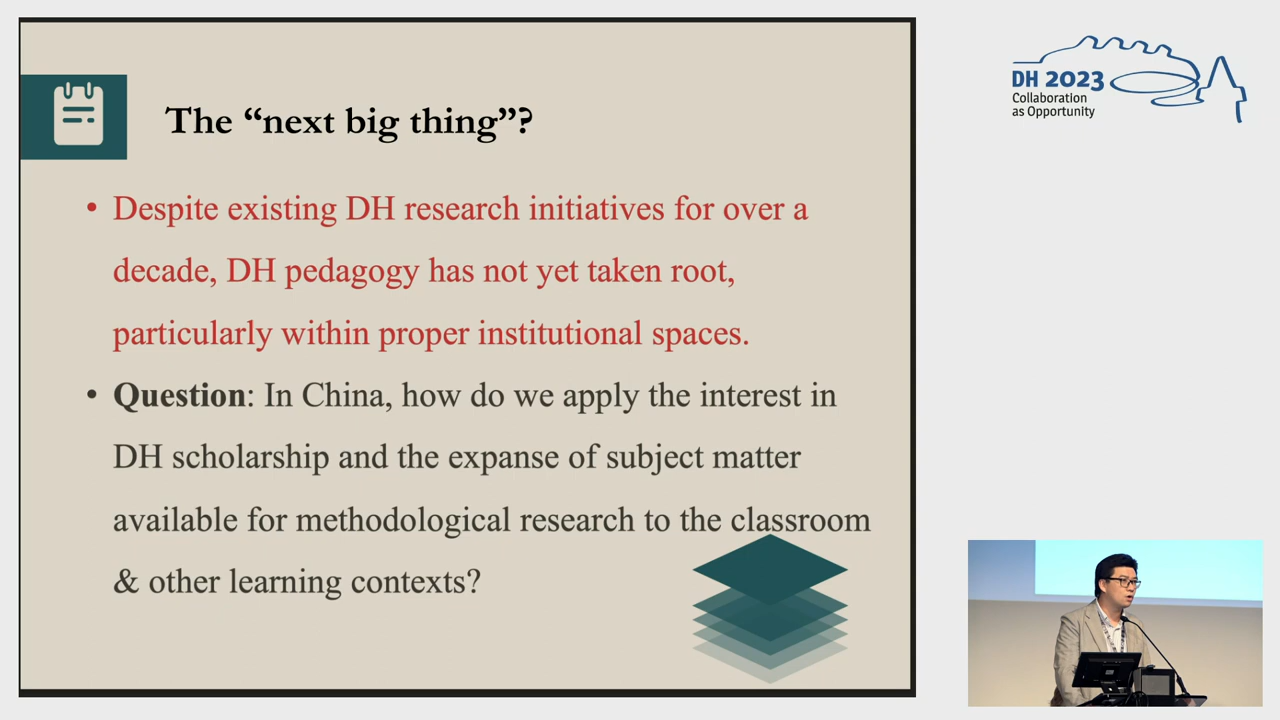 The “next big thing”?
• Despite existing DH research initiatives for over a
decade, DH pedagogy has not yet taken root,
particularly within proper institutional spaces.
• Question: In China, how do we apply the interest in
DH scholarship and the expanse of subject matter
available for methodological research to the classroom
& other learning contexts?
DH 2023
Collaboration
as Opportunity